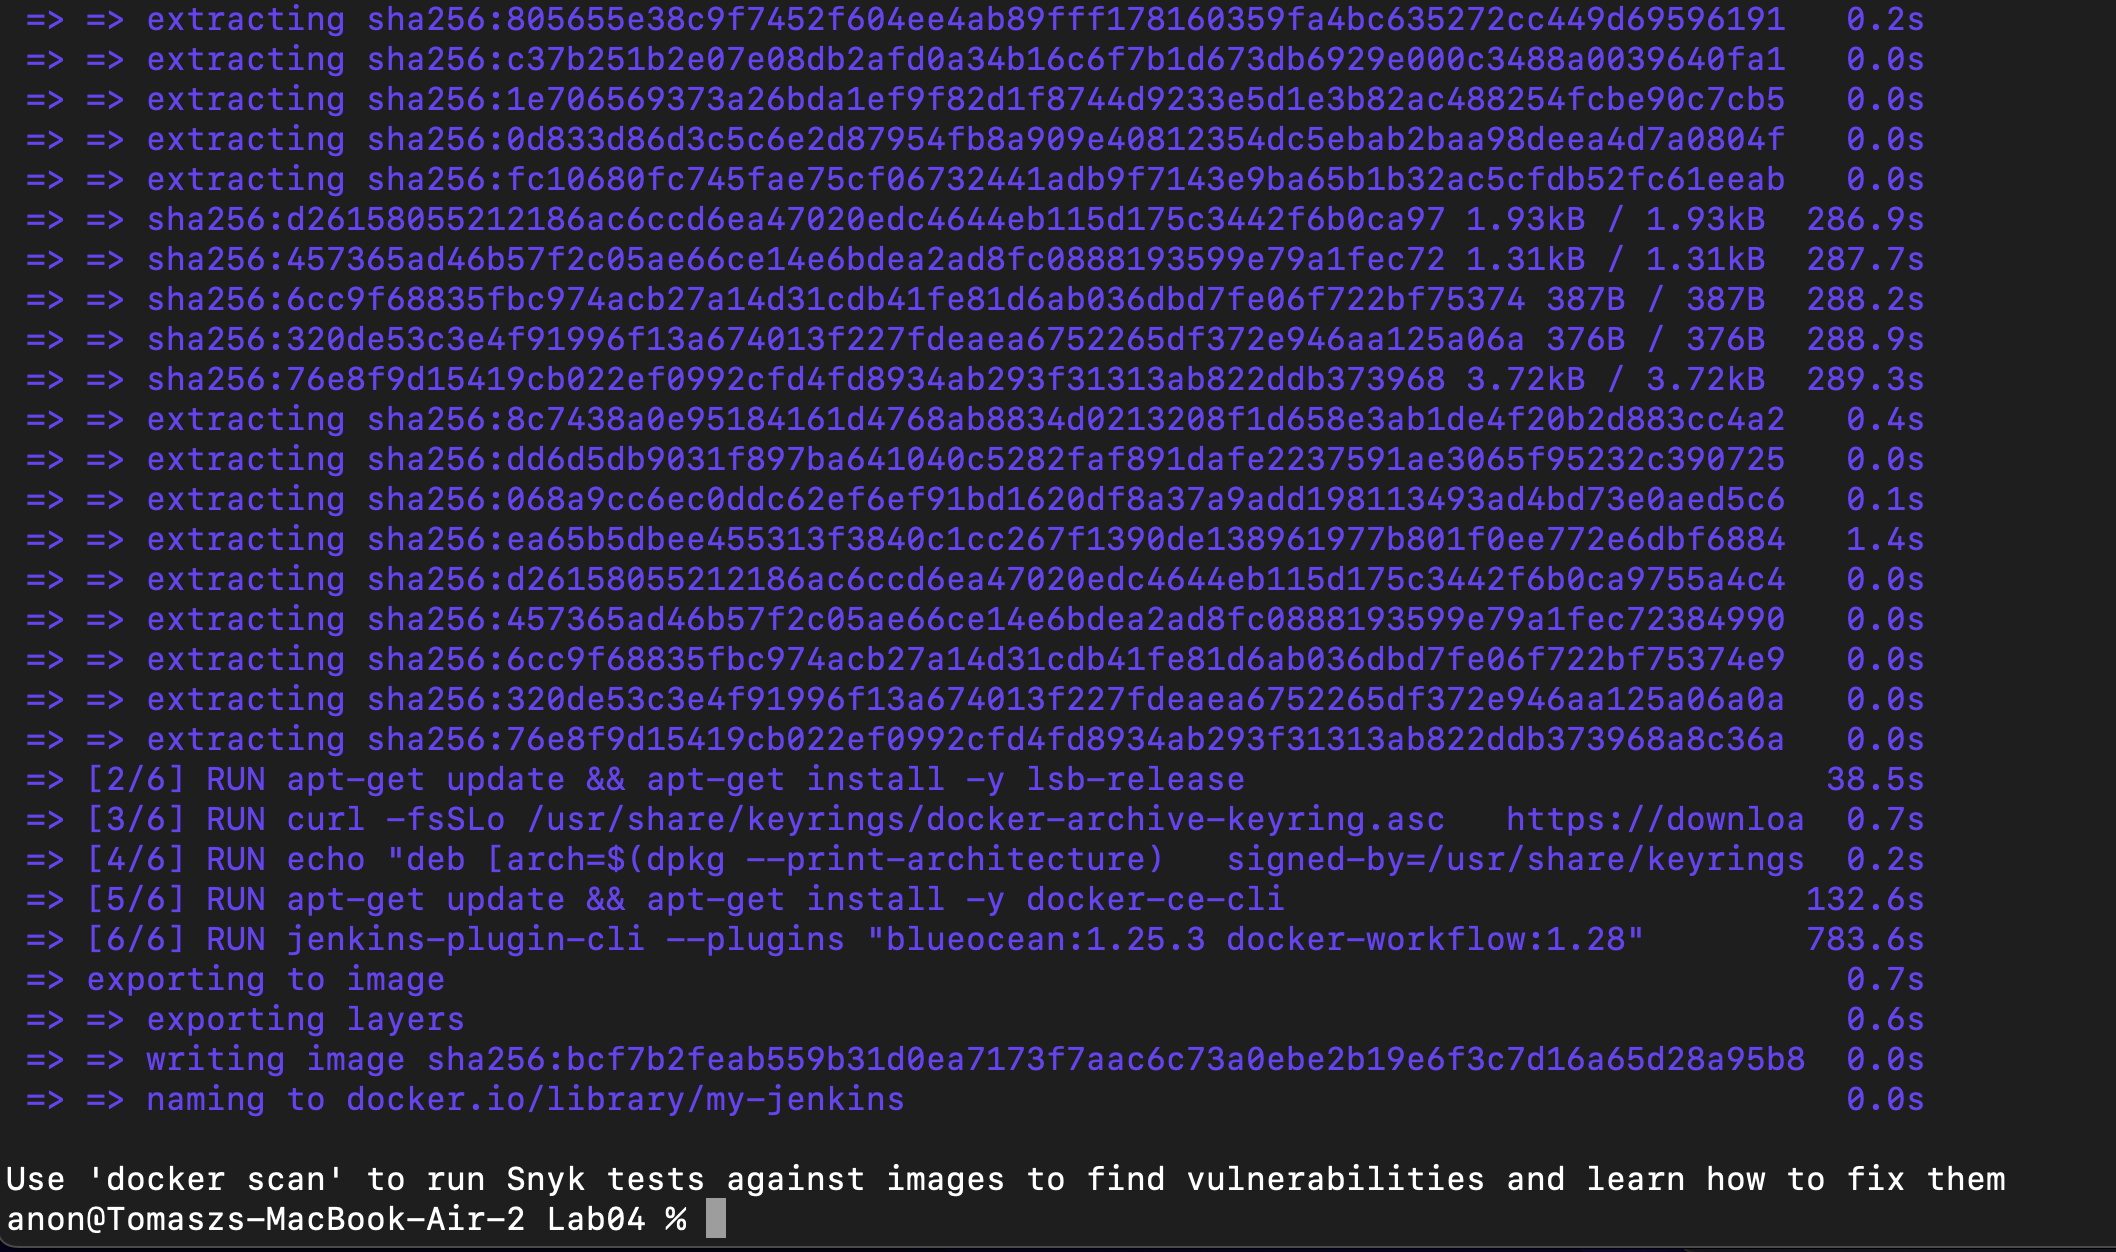 => => extracting sha256:805655e38c9f7452f604ee4ab89fff178160359fa4bc635272cc449d69596191 0.2s
=> => extracting sha256:c37b251b2e07e08db2afd0a34b16c6f7b1d673db6929e000c3488a0039640fa1 0.0s
=> => extracting sha256:1e706569373a26bda1ef9f82d1f8744d9233e5d1e3b82ac488254fcbe90c7cb5 0.0s
=> => extracting sha256:0d833d86d3c5c6e2d87954fb8a909e40812354dc5ebab2baa98deea4d7a0804f 0.0s
=> => extracting sha256:fc10680fc745fae75cf06732441adb9f7143e9ba65b1b32ac5cfdb52fc61eeab 0.0s
=> => sha256:d26158055212186ac6ccd6ea47020edc4644eb115d175c3442f6b0ca97 1.93kB / 1.93kB 286.9s
=> => sha256:457365ad46b57f2c05ae66ce14e6bdea2ad8fc0888193599e79a1fec72 1.31kB / 1.31kB 287.7s
=> => sha256:6cc9f68835fbc974acb27a14d31cdb41fe81d6ab036dbd7fe06f722bf75374 387B / 387B 288.2s
=> => sha256:320de53c3e4f91996f13a674013f227fdeaea6752265df372e946aa125a06a 376B / 376B 288.9s
=> => sha256:76e8f9d15419cb022ef0992cfd4fd8934ab293f31313ab822ddb373968 3.72kB / 3.72kB 289.3s
=> => extracting sha256:8c7438a0e95184161d4768ab8834d0213208f1d658e3ab1de4f20b2d883cc4a2 0.4s
=> => extracting sha256:dd6d5db9031f897ba641040c5282faf891dafe2237591ae3065f95232c390725 0.0s
=> => extracting sha256:068a9cc6ec0ddc62ef6ef91bd1620df8a37a9add198113493ad4bd73e0aed5c6 0.1s
=> => extracting sha256:ea65b5dbee455313f3840c1cc267f1390de138961977b801f0ee772e6dbf6884 1.4s
=> => extracting sha256:d26158055212186ac6ccd6ea47020edc4644eb115d175c3442f6b0ca9755a4c4 0.0s
=> => extracting sha256:457365ad46b57f2c05ae66ce14e6bdea2ad8fc0888193599e79a1fec72384990 0.0s
=> => extracting sha256:6cc9f68835fbc974acb27a14d31cdb41fe81d6ab036dbd7fe06f722bf75374e9 0.0s
=> => extracting sha256:320de53c3e4f91996f13a674013f227fdeaea6752265df372e946aa125a06a0a 0.0s
=> => extracting sha256:76e8f9d15419cb022ef0992cfd4fd8934ab293f31313ab822ddb373968a8c36a 0.0s
=> [2/6] RUN apt-get update && apt-get install -y lsb-release 38.5s
=> [3/6] RUN curl -fsSLo /usr/share/keyrings/docker-archive-keyring.asc   https://downloa 0.7s
=> [4/6] RUN echo "deb [arch=$(dpkg --print-architecture)   signed-by=/usr/share/keyrings 0.2s
=> [5/6] RUN apt-get update && apt-get install -y docker-ce-cli 132.6s
=> [6/6] RUN jenkins-plugin-cli --plugins "blueocean:1.25.3 docker-workflow:1.28" 783.6s
=> exporting to image 0.7s
=> => exporting layers 0.6s
=> => writing image sha256:bcf7b2feab559b31d0ea7173f7aac6c73a0ebe2b19e6f3c7d16a65d28a95b8 0.0s
=> => naming to docker.io/library/my-jenkins 0.0s
Use 'docker scan' to run Snyk tests against images to find vulnerabilities and learn how to fix them
anon@Tomaszs-MacBook-Air-2 Lab04 %